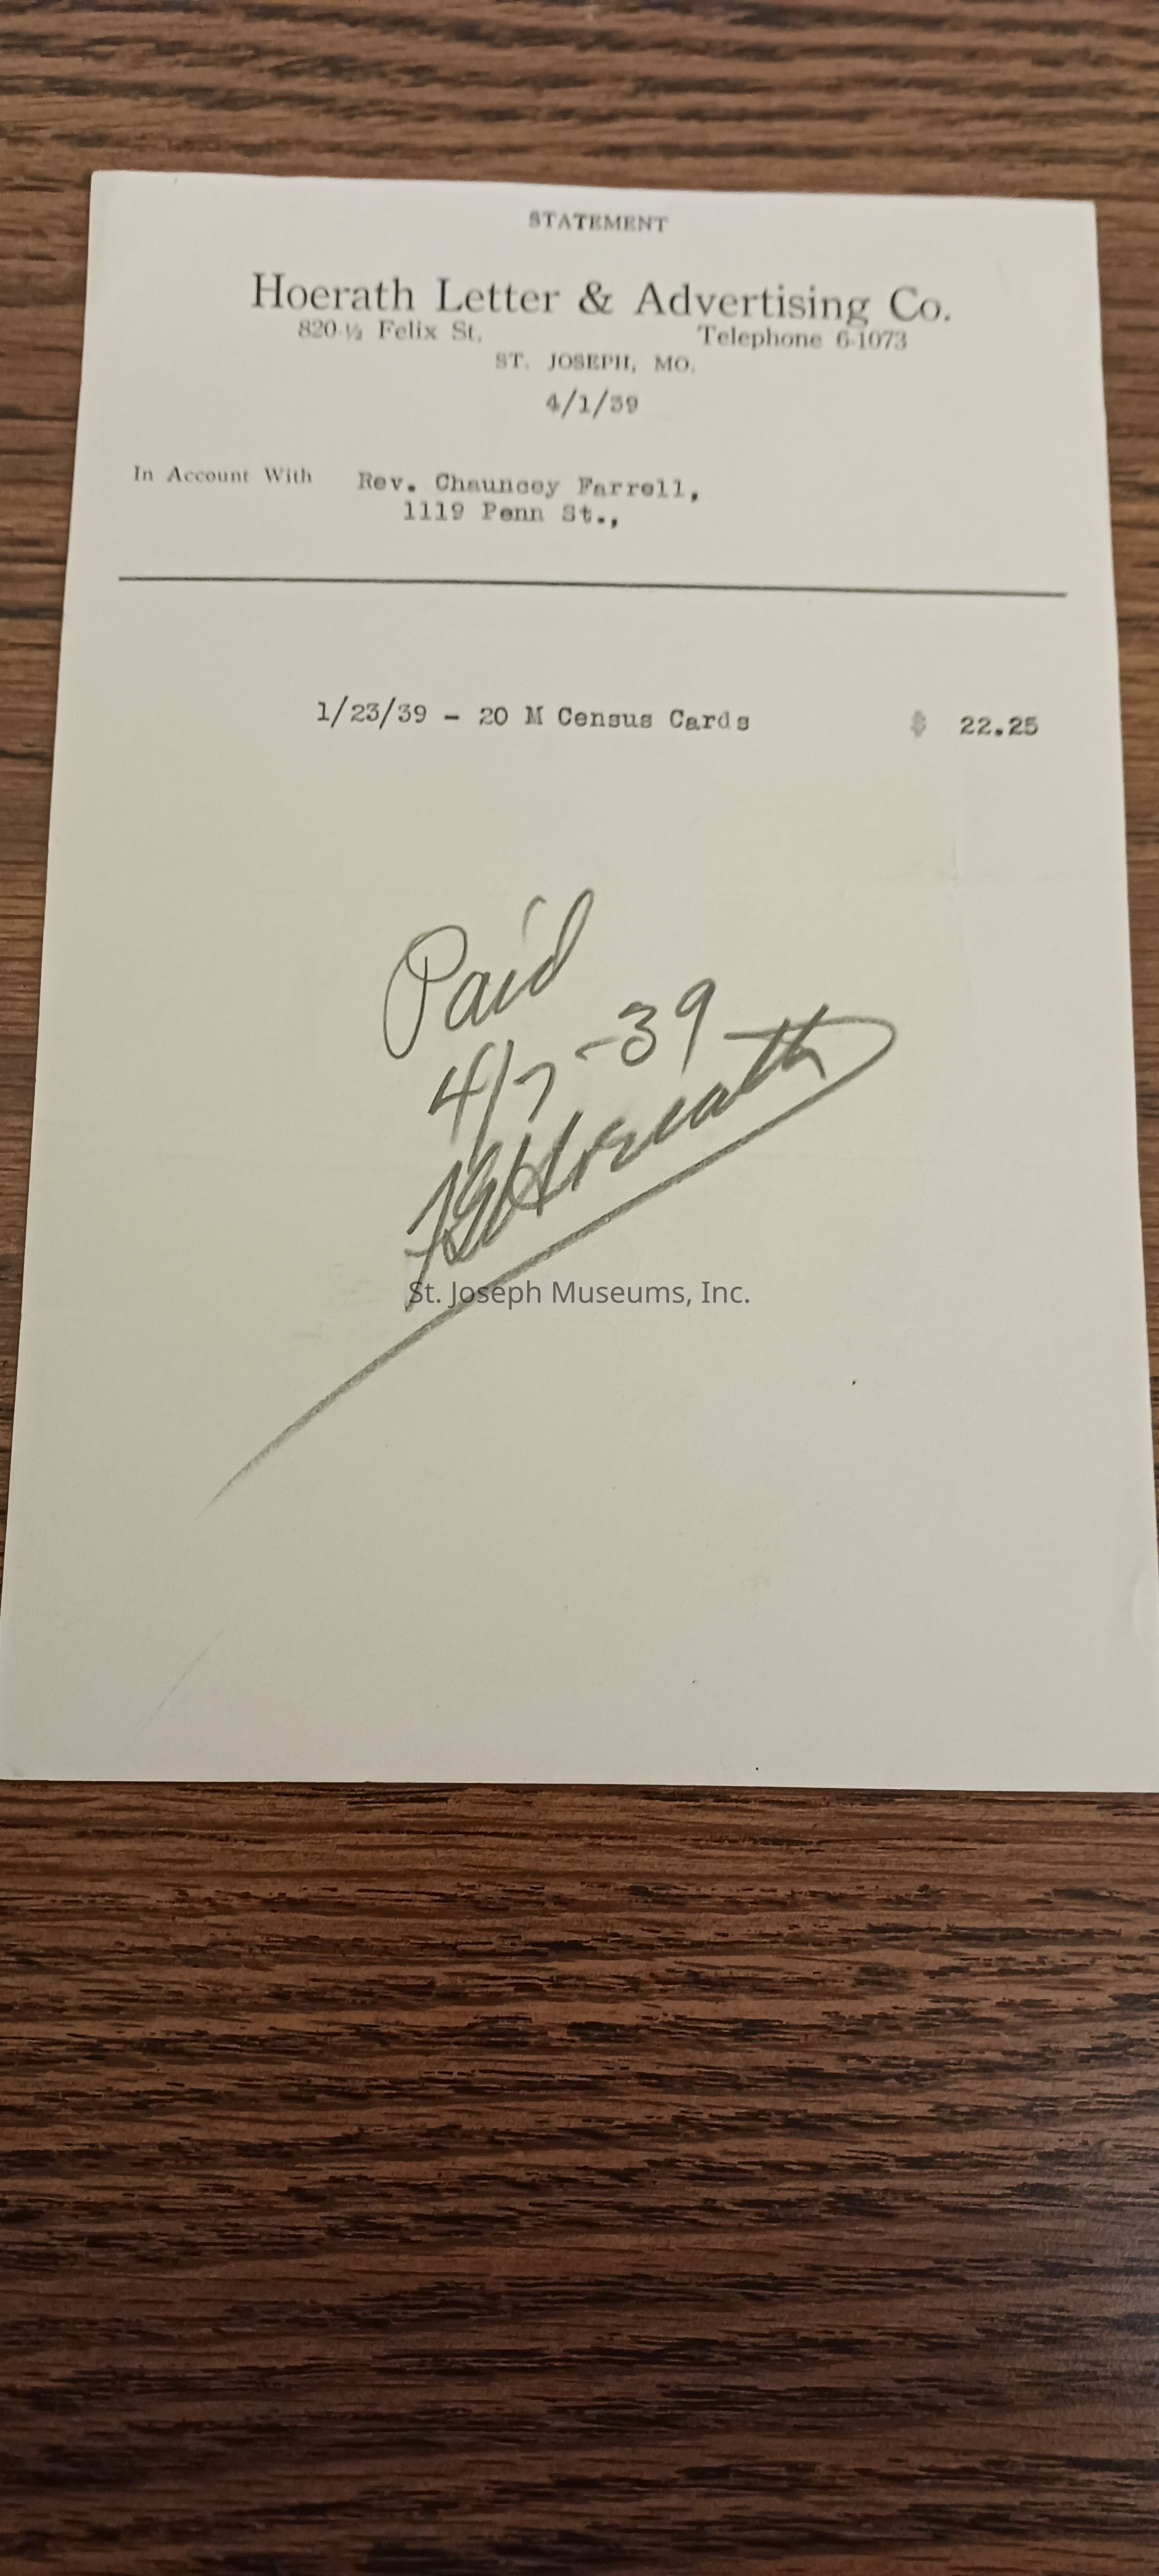 STATEMENT
Hoerath Letter & Advertising Co.
820 ½ Felix St. Telephone 6-1073
ST. JOSEPH, MO.
4/1/39
In Account With Rev. Chauncey Farrell,
1119 Penn St.,
1/23/39 - 20 M Census Cards $ 22.25
Paid
4/7-39
Hoerath
St. Joseph Museums, Inc.